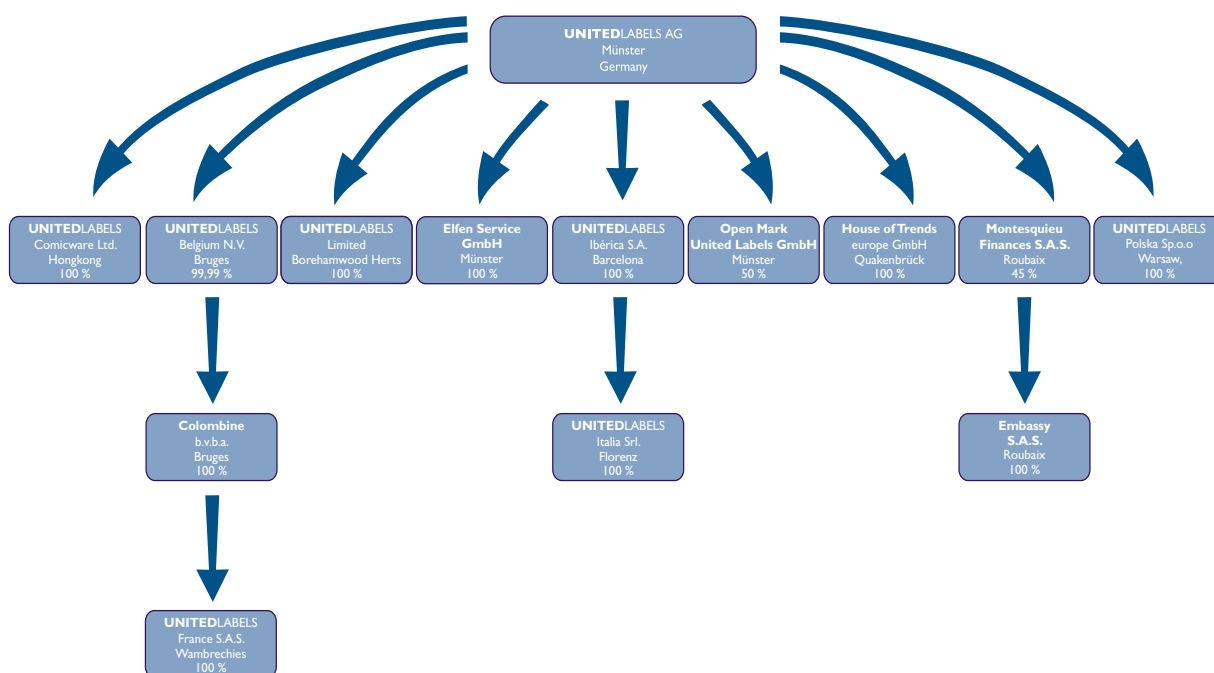 UNITEDLABELS AG
Münster
Germany
UNITEDLABELS
Comicware Ltd.
Hongkong
100 %
UNITEDLABELS
Belgium N.V.
Bruges
99,99 %
UNITEDLABELS
Limited
Borehamwood Herts
100 %
Elfen Service
GmbH
Münster
100 %
UNITEDLABELS
Ibérica S.A.
Barcelona
100 %
Open Mark
United Labels GmbH
Münster
50 %
House of Trends
europe GmbH
Quakenbrück
100 %
Montesquieu
Finances S.A.S.
Roubaix
45 %
UNITEDLABELS
Polska Sp.o.o
Warsaw,
100 %
Colombine
b.v.b.a.
Bruges
100 %
UNITEDLABELS
Italia Srl.
Florenz
100 %
Embassy
S.A.S.
Roubaix
100 %
UNITEDLABELS
France S.A.S.
Wambrechies
100 %